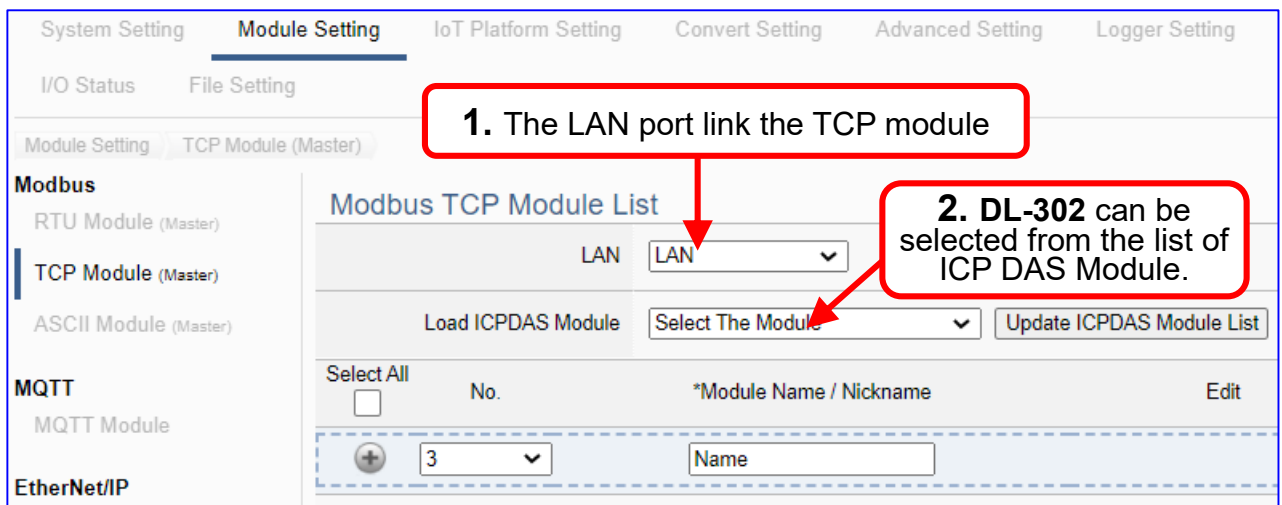 System Setting Module Setting IoT Platform Setting Convert Setting Advanced Setting Logger Setting
I/O Status File Setting
1. The LAN port link the TCP module
Module Setting TCP Module (Master)
Modbus
RTU Module (Master)
TCP Module (Master)
ASCII Module (Master)
MQTT
MQTT Module
EtherNet/IP
Modbus TCP Module List
2. DL-302 can be
selected from the list of
ICP DAS Module.
LAN LAN
Load ICPDAS Module Select The Module Update ICPDAS Module List
Select All No. *Module Name / Nickname Edit
3 Name